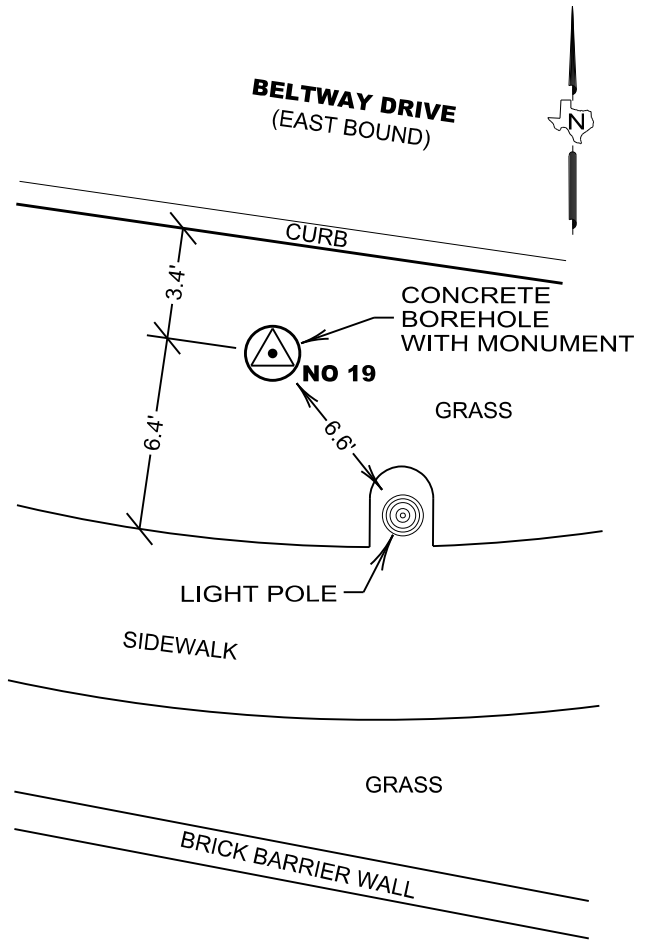 BELTWAY DRIVE
(EAST BOUND)
N
CURB
3.4'
CONCRETE
BOREHOLE
WITH MONUMENT
NO 19
GRASS
6.4'
6.6'
LIGHT POLE
SIDEWALK
GRASS
BRICK BARRIER WALL